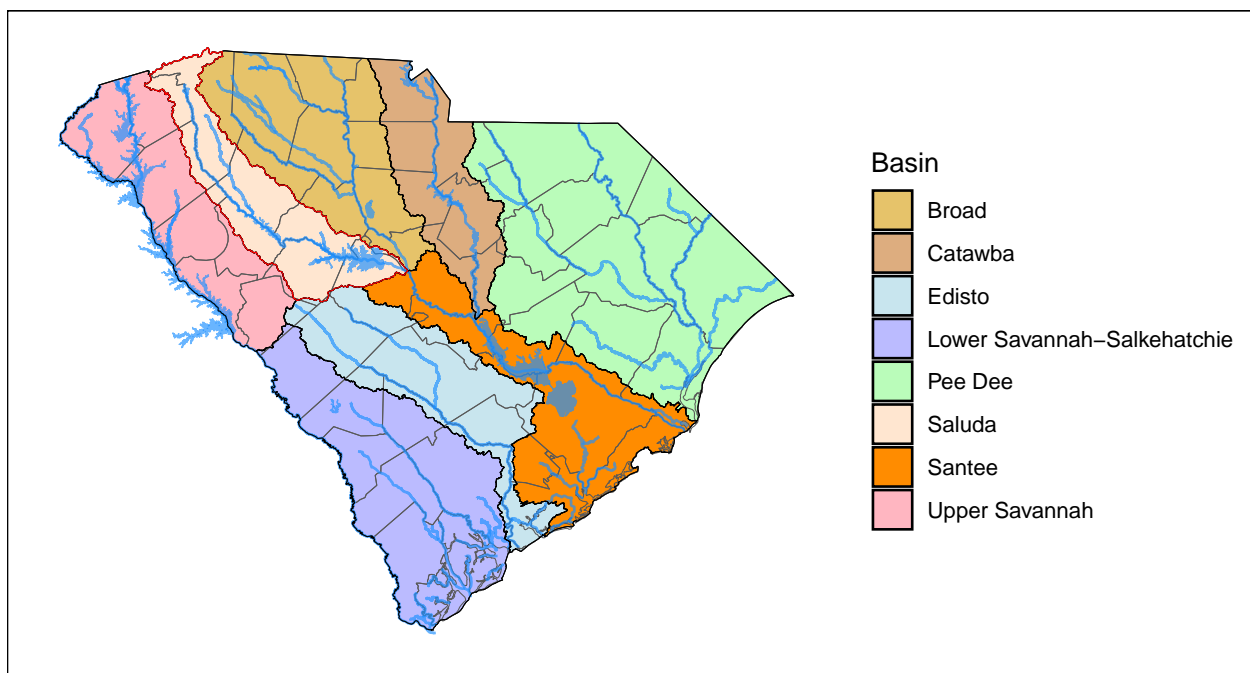 Basin
Broad
Catawba
Edisto
Lower Savannah−Salkehatchie
Pee Dee
Saluda
Santee
Upper Savannah